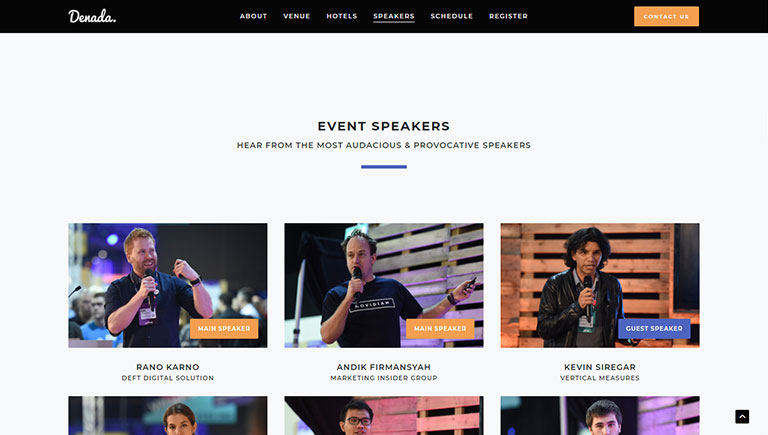 Denada.
ABOUT VENUE HOTELS SPEAKERS SCHEDULE REGISTER
CONTACT US
EVENT SPEAKERS
HEAR FROM THE MOST AUDACIOUS & PROVOCATIVE SPEAKERS
NOVIDIAM
MAIN SPEAKER
MAIN SPEAKER
GUEST SPEAKER
RANO KARNO
DEFT DIGITAL SOLUTION
ANDIK FIRMANSYAH
MARKETING INSIDER GROUP
KEVIN SIREGAR
VERTICAL MEASURES